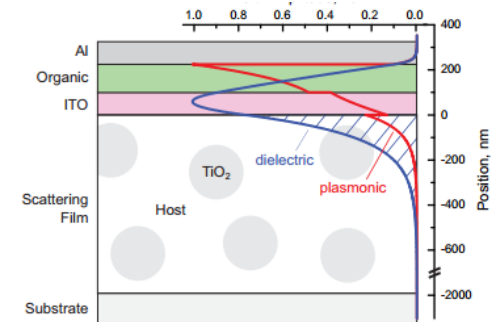 1.0 0.8 0.6 0.4 0.2 0.0
400
Al
200
Organic
ITO
0
dielectric
TiO₂
-200
plasmonic
Position, nm
Scattering
Film
Host
-400
-600
-2000
Substrate